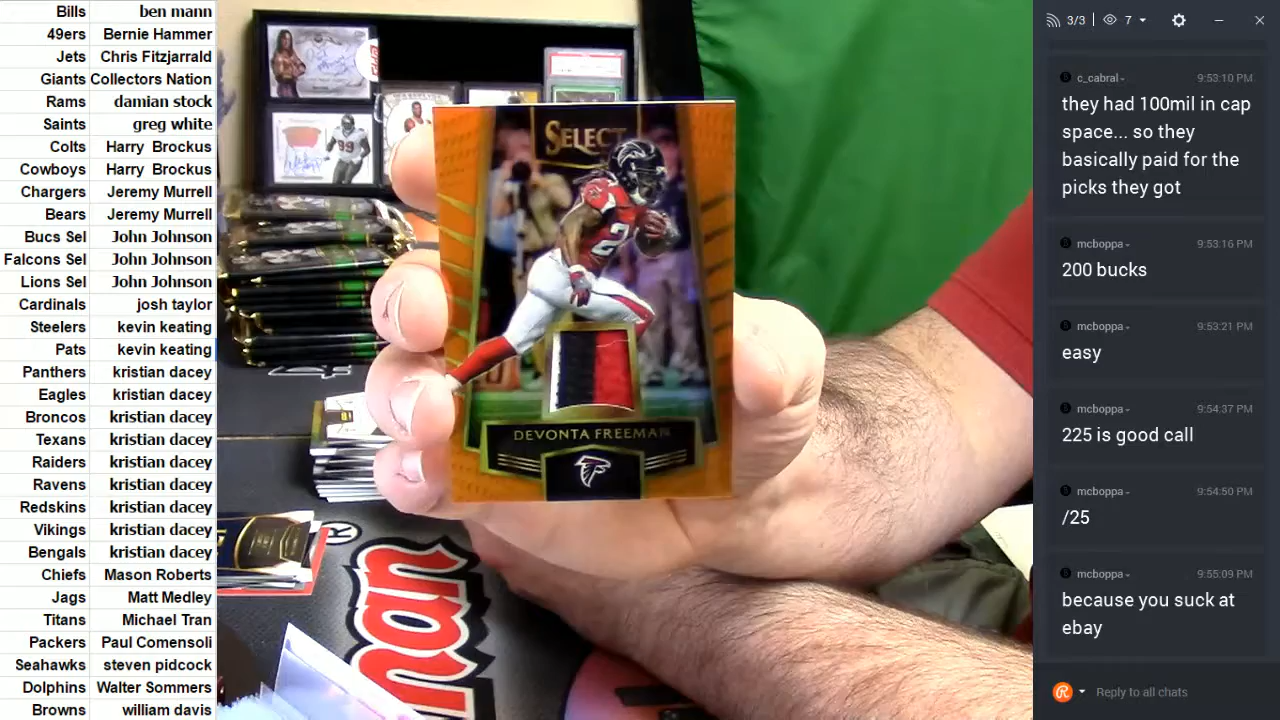 Bills ben mann
49ers Bernie Hammer
Jets Chris Fitzjarrald
Giants Collectors Nation
Rams damian stock
Saints greg white
Colts Harry Brockus
Cowboys Harry Brockus
Chargers Jeremy Murrell
Bears Jeremy Murrell
Bucs Sel John Johnson
Falcons Sel John Johnson
Lions Sel John Johnson
Cardinals josh taylor
Steelers kevin keating
Pats kevin keating
Panthers kristian dacey
Eagles kristian dacey
Broncos kristian dacey
Texans kristian dacey
Raiders kristian dacey
Ravens kristian dacey
Redskins kristian dacey
Vikings kristian dacey
Bengals kristian dacey
Chiefs Mason Roberts
Jags Matt Medley
Titans Michael Tran
Packers Paul Comensoli
Seahawks steven pidcock
Dolphins Walter Sommers
Browns william davis
SELECT
2
DEVONTA FREEMAN
99
3/3 7
c_cabral 9:53:10 PM
they had 100mil in cap
space... so they
basically paid for the
picks they got
mcboppa 9:53:16 PM
200 bucks
mcboppa 9:53:21 PM
easy
mcboppa 9:54:37 PM
225 is good call
mcboppa 9:54:50 PM
/25
mcboppa 9:55:09 PM
because you suck at
ebay
Reply to all chats